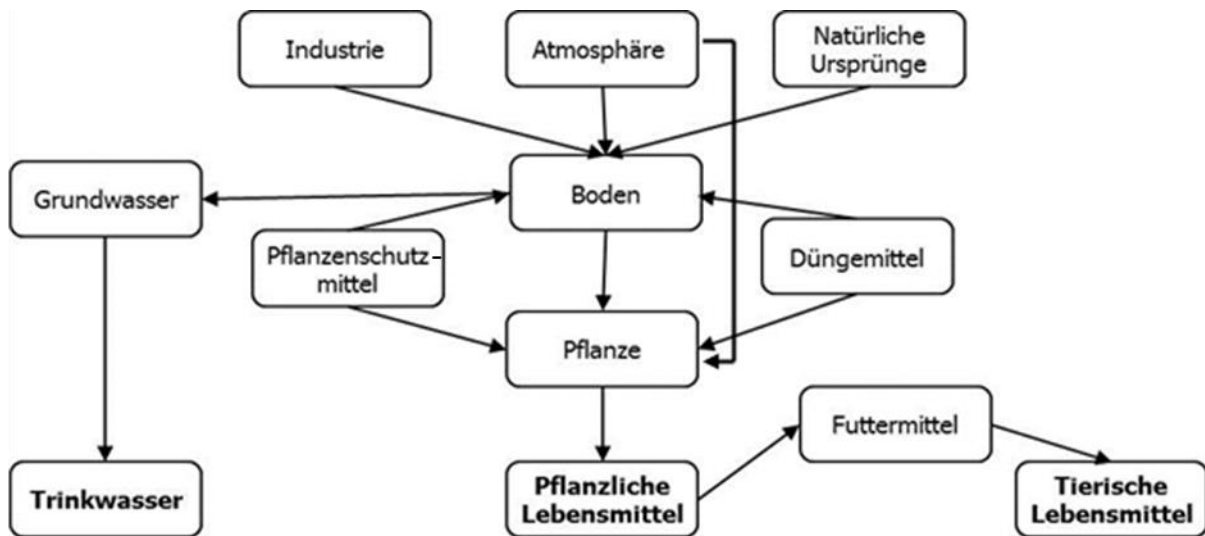 Industrie
Atmosphäre
Natürliche
Ursprünge
Grundwasser
Boden
Pflanzenschutz-
mittel
Düngemittel
Pflanze
Futtermittel
Trinkwasser
Pflanzliche
Lebensmittel
Tierische
Lebensmittel